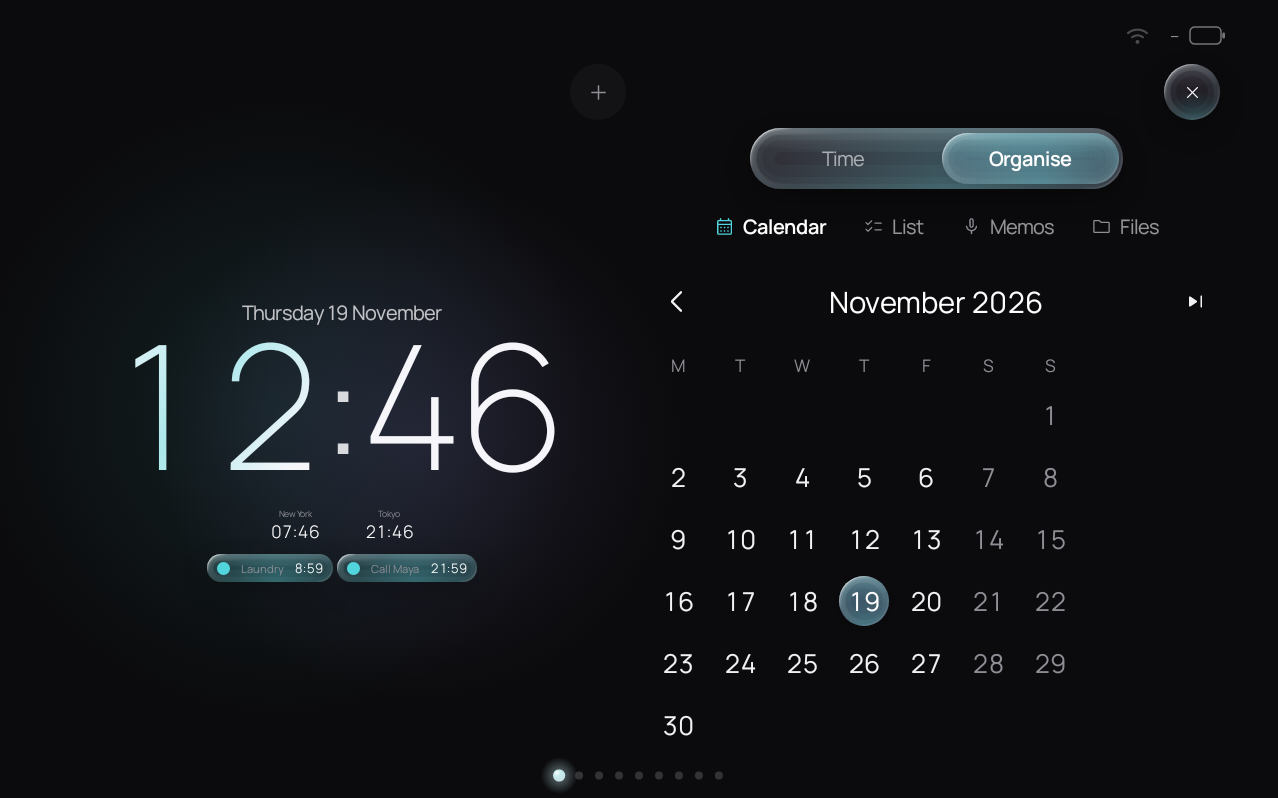 Time Organise
Calendar List Memos Files
Thursday 19 November
12:46
New York Tokyo
07:46 21:46
Laundry 8:59 Call Maya 21:59
November 2026
M T W T F S S
1
2 3 4 5 6 7 8
9 10 11 12 13 14 15
16 17 18 19 20 21 22
23 24 25 26 27 28 29
30